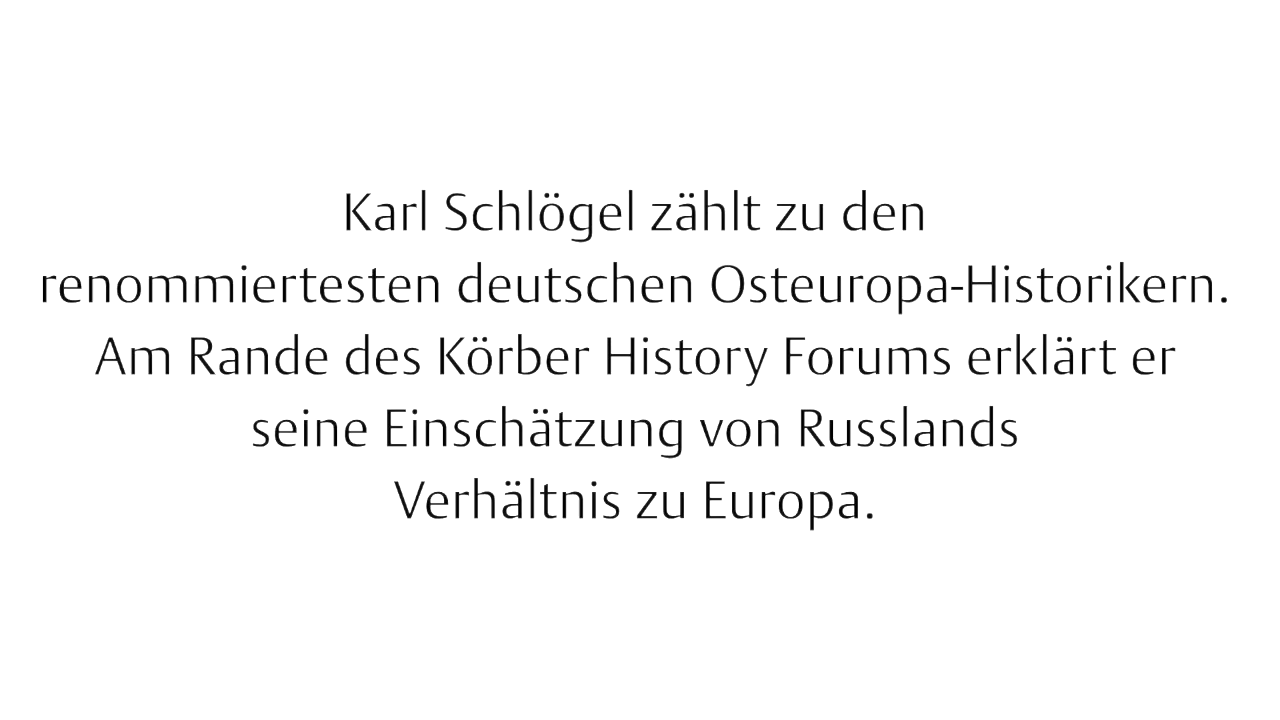 Karl Schlögel zählt zu den
renommiertesten deutschen Osteuropa-Historikern.
Am Rande des Körber History Forums erklärt er
seine Einschätzung von Russlands
Verhältnis zu Europa.